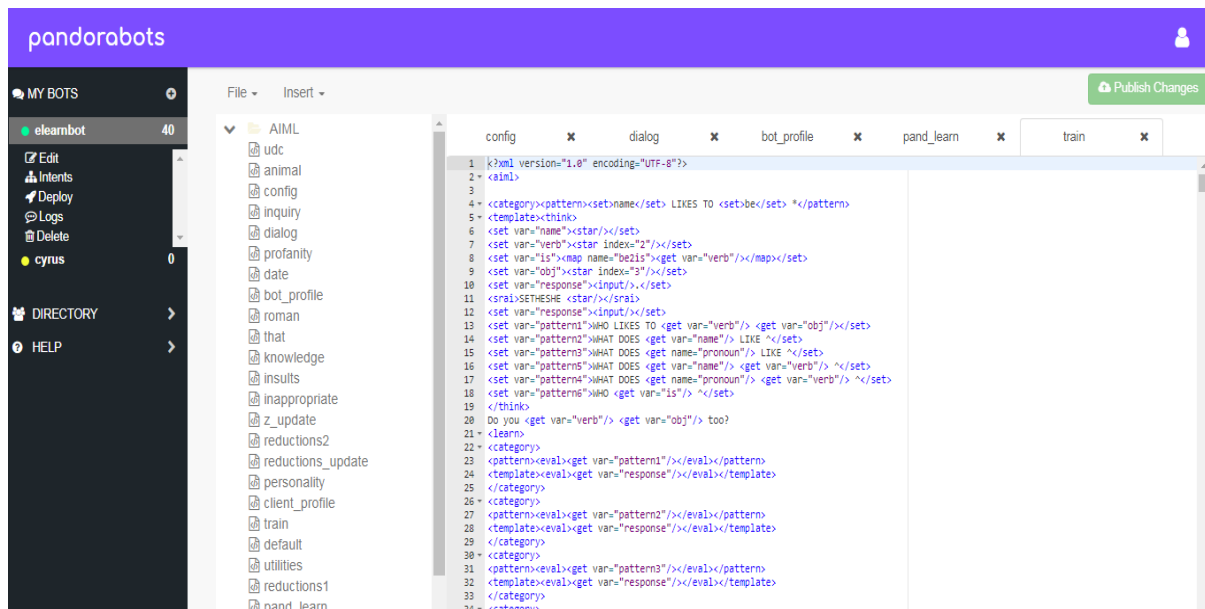 pandorabots
MY BOTS
elearnbot 40
Edit
Intents
Deploy
Logs
Delete
cyrus 0
DIRECTORY
HELP
File Insert
Publish Changes
AIML
udc
animal
config
inquiry
dialog
profanity
date
bot_profile
roman
that
knowledge
insults
inappropriate
z_update
reductions2
reductions_update
personality
client_profile
train
default
utilities
reductions1
pand_learn
config dialog bot_profile pand_learn train
1 <?xml version="1.0" encoding="UTF-8"?>
2 <aiml>
3
4 <category><pattern><set>name</set> LIKES TO <set>be</set> *</pattern>
5 <template><think>
6 <set var="name"><star/></set>
7 <set var="verb"><star index="2"/></set>
8 <set var="is"><map name="be2is"><get var="verb"/></map></set>
9 <set var="obj"><star index="3"/></set>
10 <set var="response"><input/>.</set>
11 <srai>SETHESHE <star/></srai>
12 <set var="response"><input/></set>
13 <set var="pattern1">WHO LIKES TO <get var="verb"/> <get var="obj"/></set>
14 <set var="pattern2">WHAT DOES <get var="name"/> LIKE ^</set>
15 <set var="pattern3">WHAT DOES <get name="pronoun"/> LIKE ^</set>
16 <set var="pattern5">WHAT DOES <get var="name"/> <get var="verb"/> ^</set>
17 <set var="pattern4">WHAT DOES <get name="pronoun"/> <get var="verb"/> ^</set>
18 <set var="pattern6">WHO <get var="is"/> ^</set>
19 </think>
20 Do you <get var="verb"/> <get var="obj"/> too?
21 <learn>
22 <category>
23 <pattern><eval><get var="pattern1"/></eval></pattern>
24 <template><eval><get var="response"/></eval></template>
25 </category>
26 <category>
27 <pattern><eval><get var="pattern2"/></eval></pattern>
28 <template><eval><get var="response"/></eval></template>
29 </category>
30 <category>
31 <pattern><eval><get var="pattern3"/></eval></pattern>
32 <template><eval><get var="response"/></eval></template>
33 </category>
34 <category>